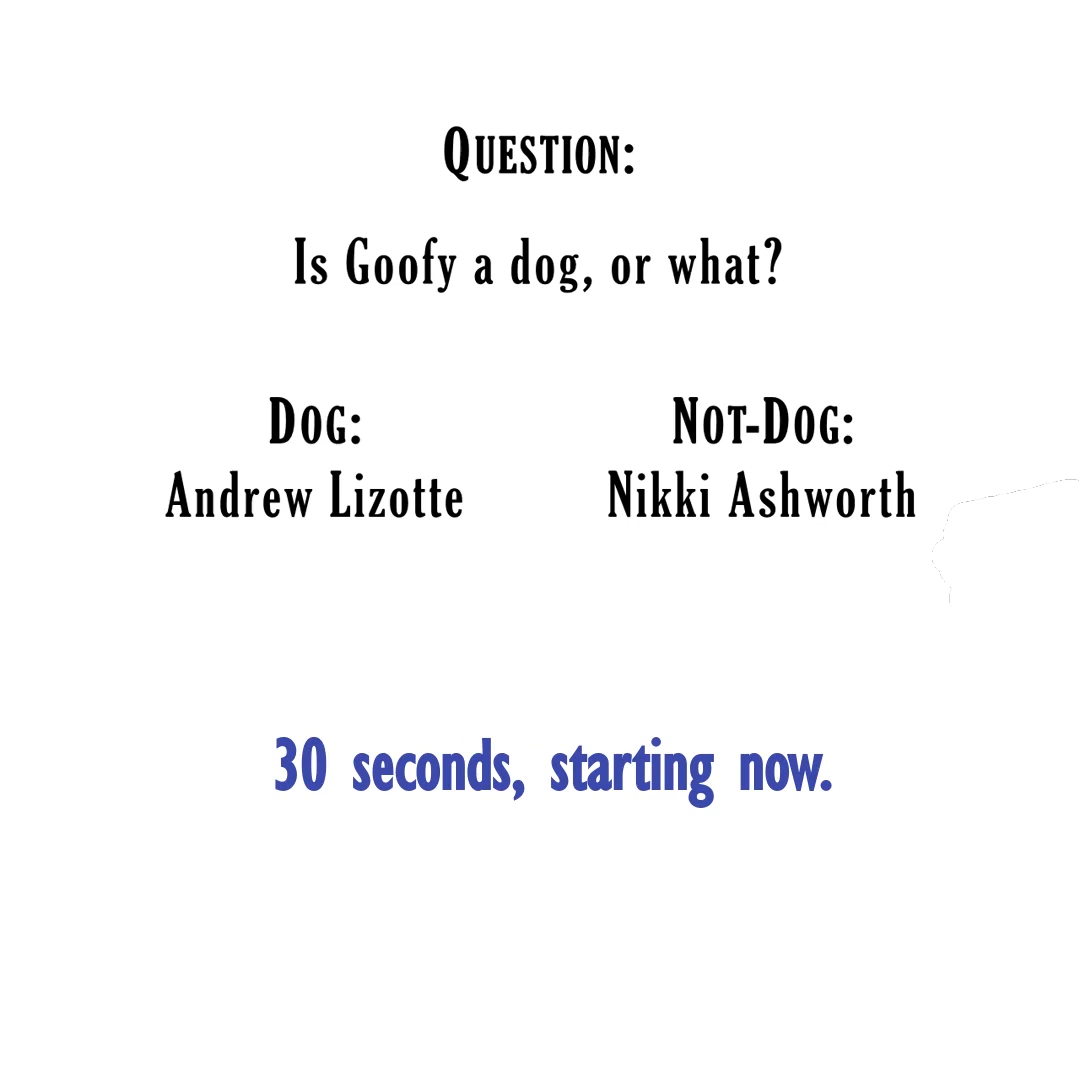 QUESTION:
Is Goofy a dog, or what?
DOG:
NOT-DOG:
Andrew Lizotte
Nikki Ashworth
30 seconds, starting now.